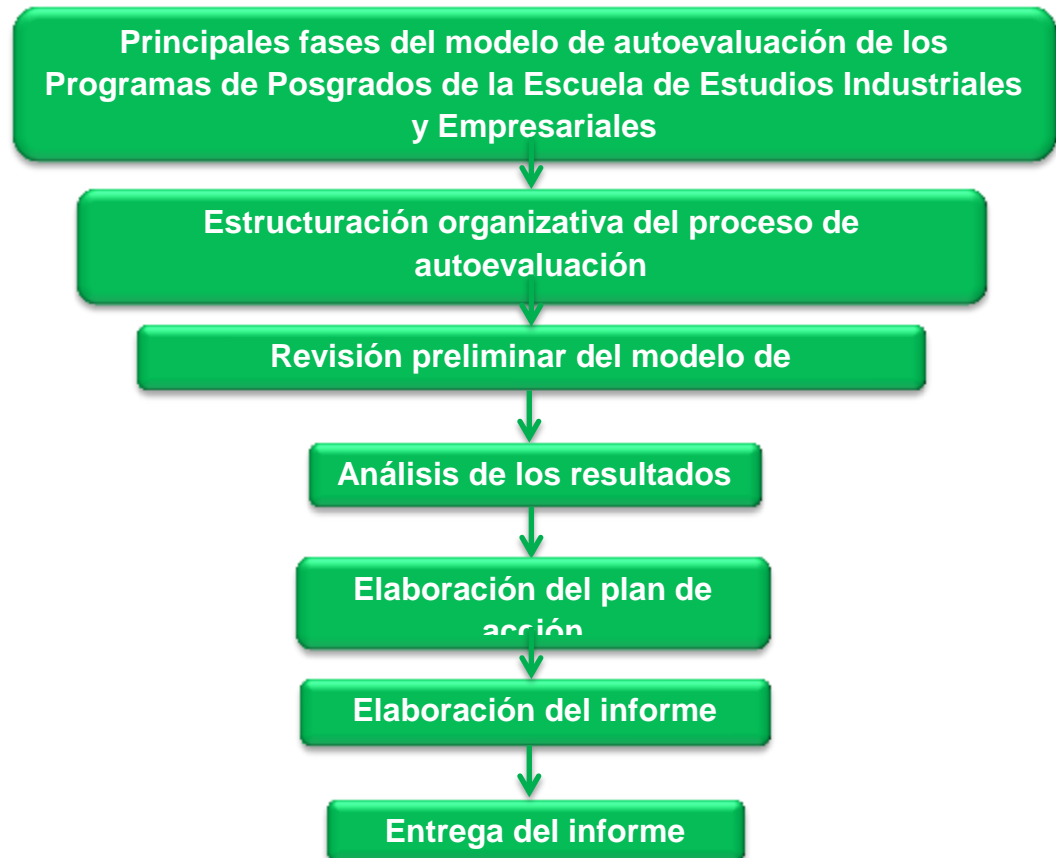 Principales fases del modelo de autoevaluación de los
Programas de Posgrados de la Escuela de Estudios Industriales
y Empresariales
Estructuración organizativa del proceso de
autoevaluación
Revisión preliminar del modelo de
Análisis de los resultados
Elaboración del plan de
acción
Elaboración del informe
Entrega del informe